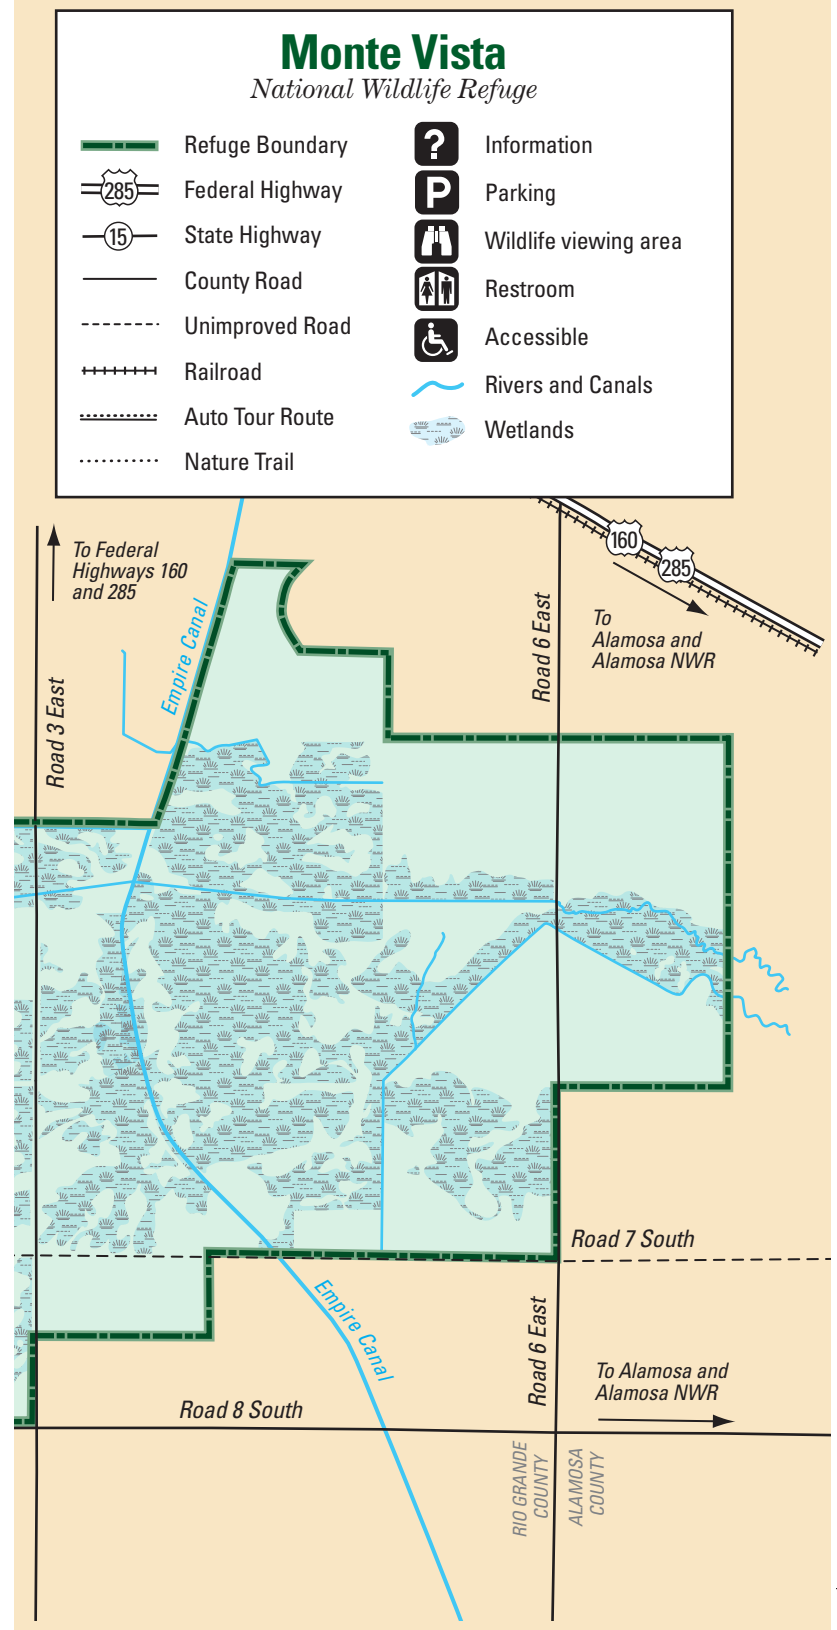 Monte Vista
National Wildlife Refuge
Refuge Boundary
285
Federal Highway
15
State Highway
County Road
Unimproved Road
Railroad
Auto Tour Route
Nature Trail
?
Information
P
Parking
Wildlife viewing area
Restroom
Accessible
Rivers and Canals
Wetlands
To Federal
Highways 160
and 285
Empire Canal
Road 3 East
Road 6 East
160
285
To
Alamosa and
Alamosa NWR
Road 7 South
Empire Canal
Road 6 East
To Alamosa and
Alamosa NWR
Road 8 South
RIO GRANDE
COUNTY
ALAMOSA
COUNTY